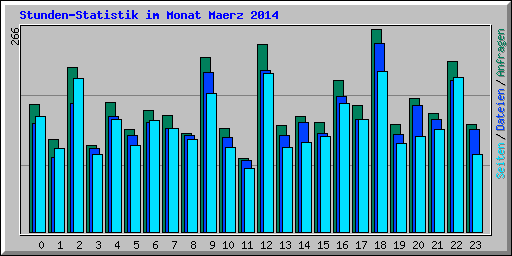 Stunden-Statistik im Monat Maerz 2014
266
Seiten / Dateien / Anfragen
0 1 2 3 4 5 6 7 8 9 10 11 12 13 14 15 16 17 18 19 20 21 22 23